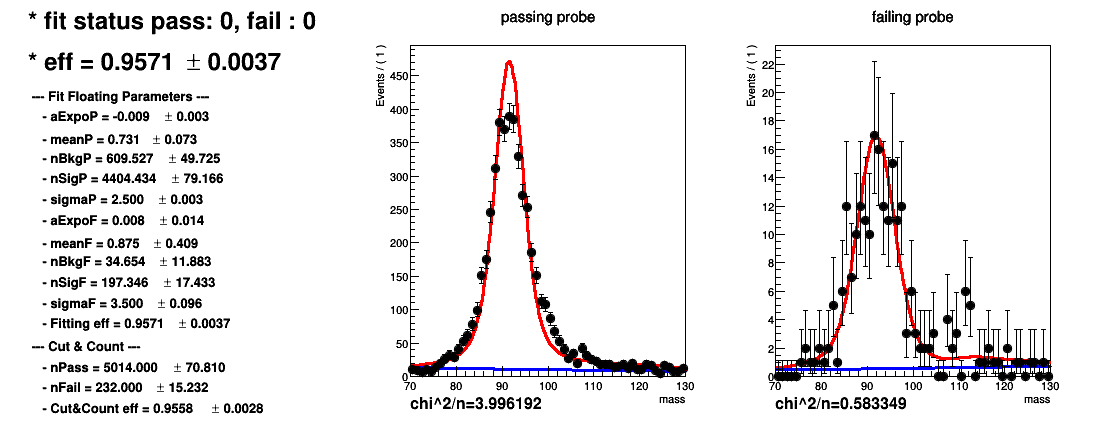 * fit status pass: 0, fail : 0
* eff = 0.9571 ± 0.0037
--- Fit Floating Parameters ---
- aExpoP = -0.009 ± 0.003
- meanP = 0.731 ± 0.073
- nBkgP = 609.527 ± 49.725
- nSigP = 4404.434 ± 79.166
- sigmaP = 2.500 ± 0.003
- aExpoF = 0.008 ± 0.014
- meanF = 0.875 ± 0.409
- nBkgF = 34.654 ± 11.883
- nSigF = 197.346 ± 17.433
- sigmaF = 3.500 ± 0.096
- Fitting eff = 0.9571 ± 0.0037
--- Cut & Count ---
- nPass = 5014.000 ± 70.810
- nFail = 232.000 ± 15.232
- Cut&Count eff = 0.9558 ± 0.0028
passing probe
Events / ( 1 )
450
400
350
300
250
200
150
100
50
0
70 80 90 100 110 120 130
mass
chi^2/n=3.996192
failing probe
Events / ( 1 )
22
20
18
16
14
12
10
8
6
4
2
0
70 80 90 100 110 120 130
mass
chi^2/n=0.583349